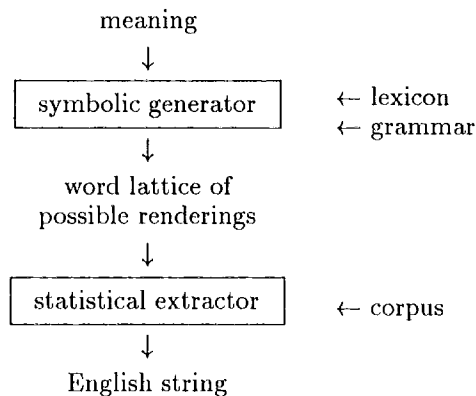 meaning
↓
symbolic generator
← lexicon
← grammar
↓
word lattice of
possible renderings
↓
statistical extractor
← corpus
↓
English string